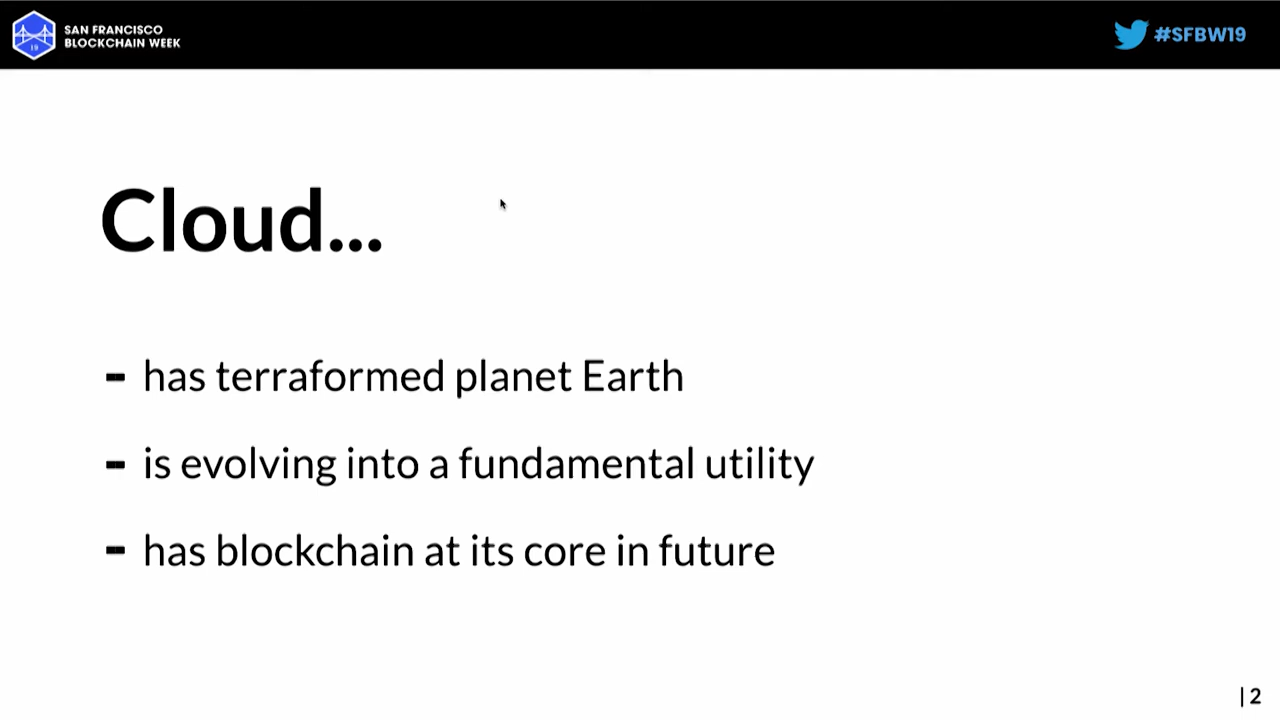 SAN FRANCISCO
BLOCKCHAIN WEEK
19
#SFBW19
Cloud...
- has terraformed planet Earth
- is evolving into a fundamental utility
- has blockchain at its core in future
| 2